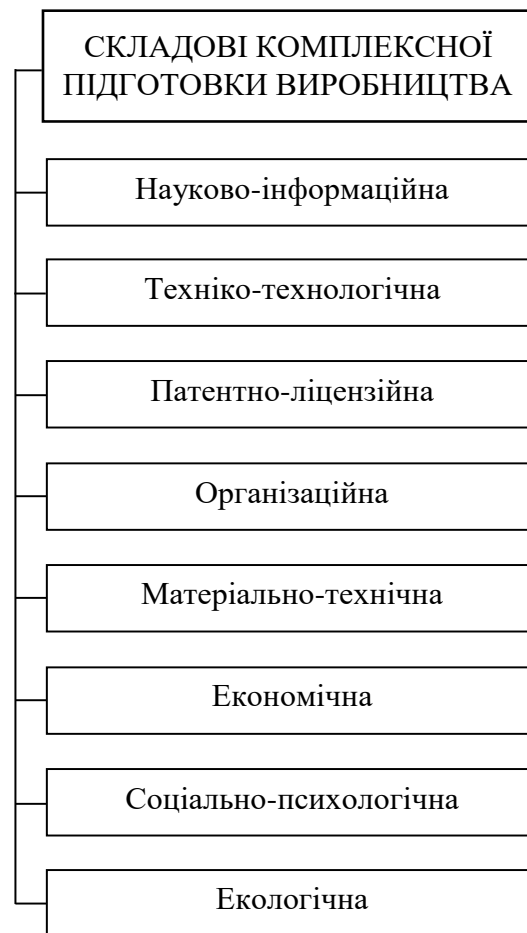 СКЛАДОВІ КОМПЛЕКСНОЇ
ПІДГОТОВКИ ВИРОБНИЦТВА
Науково-інформаційна
Техніко-технологічна
Патентно-ліцензійна
Організаційна
Матеріально-технічна
Економічна
Соціально-психологічна
Екологічна